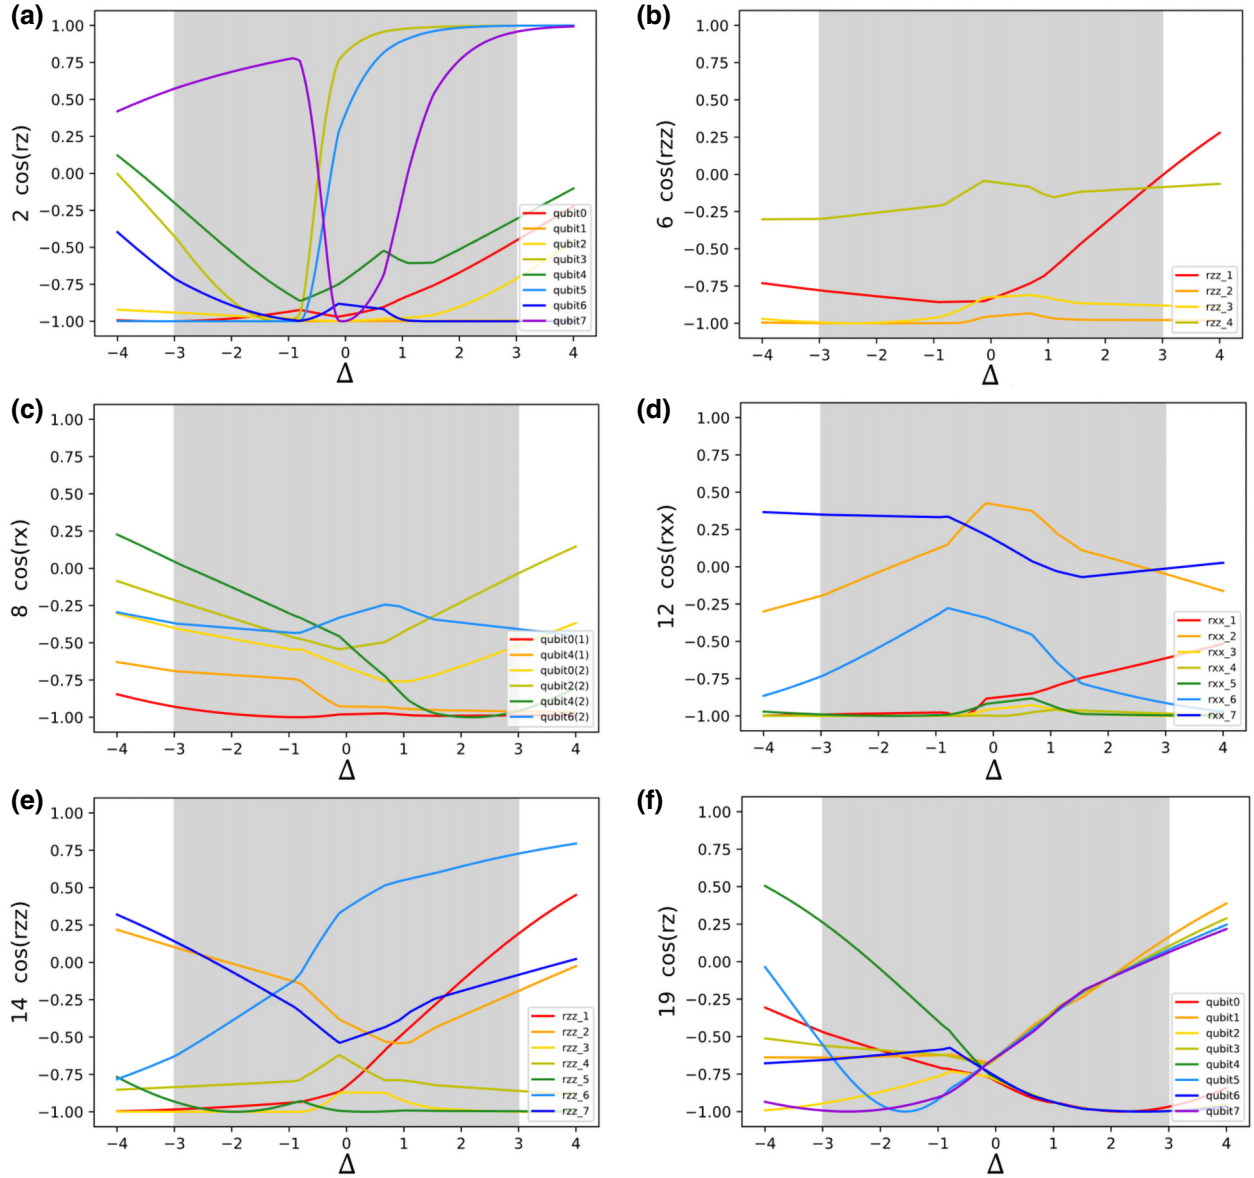 (a)
2 cos(rz)
1.00
0.75
0.50
0.25
0.00
−0.25
−0.50
−0.75
−1.00
−4 −3 −2 −1 0 1 2 3 4
Δ
qubit0
qubit1
qubit2
qubit3
qubit4
qubit5
qubit6
qubit7
(b)
6 cos(rzz)
1.00
0.75
0.50
0.25
0.00
−0.25
−0.50
−0.75
−1.00
−4 −3 −2 −1 0 1 2 3 4
Δ
rzz_1
rzz_2
rzz_3
rzz_4
(c)
8 cos(rx)
1.00
0.75
0.50
0.25
0.00
−0.25
−0.50
−0.75
−1.00
−4 −3 −2 −1 0 1 2 3 4
Δ
qubit0(1)
qubit4(1)
qubit0(2)
qubit2(2)
qubit4(2)
qubit6(2)
(d)
12 cos(rxx)
1.00
0.75
0.50
0.25
0.00
−0.25
−0.50
−0.75
−1.00
−4 −3 −2 −1 0 1 2 3 4
Δ
rxx_1
rxx_2
rxx_3
rxx_4
rxx_5
rxx_6
rxx_7
(e)
14 cos(rzz)
1.00
0.75
0.50
0.25
0.00
−0.25
−0.50
−0.75
−1.00
−4 −3 −2 −1 0 1 2 3 4
Δ
rzz_1
rzz_2
rzz_3
rzz_4
rzz_5
rzz_6
rzz_7
(f)
19 cos(rz)
1.00
0.75
0.50
0.25
0.00
−0.25
−0.50
−0.75
−1.00
−4 −3 −2 −1 0 1 2 3 4
Δ
qubit0
qubit1
qubit2
qubit3
qubit4
qubit5
qubit6
qubit7